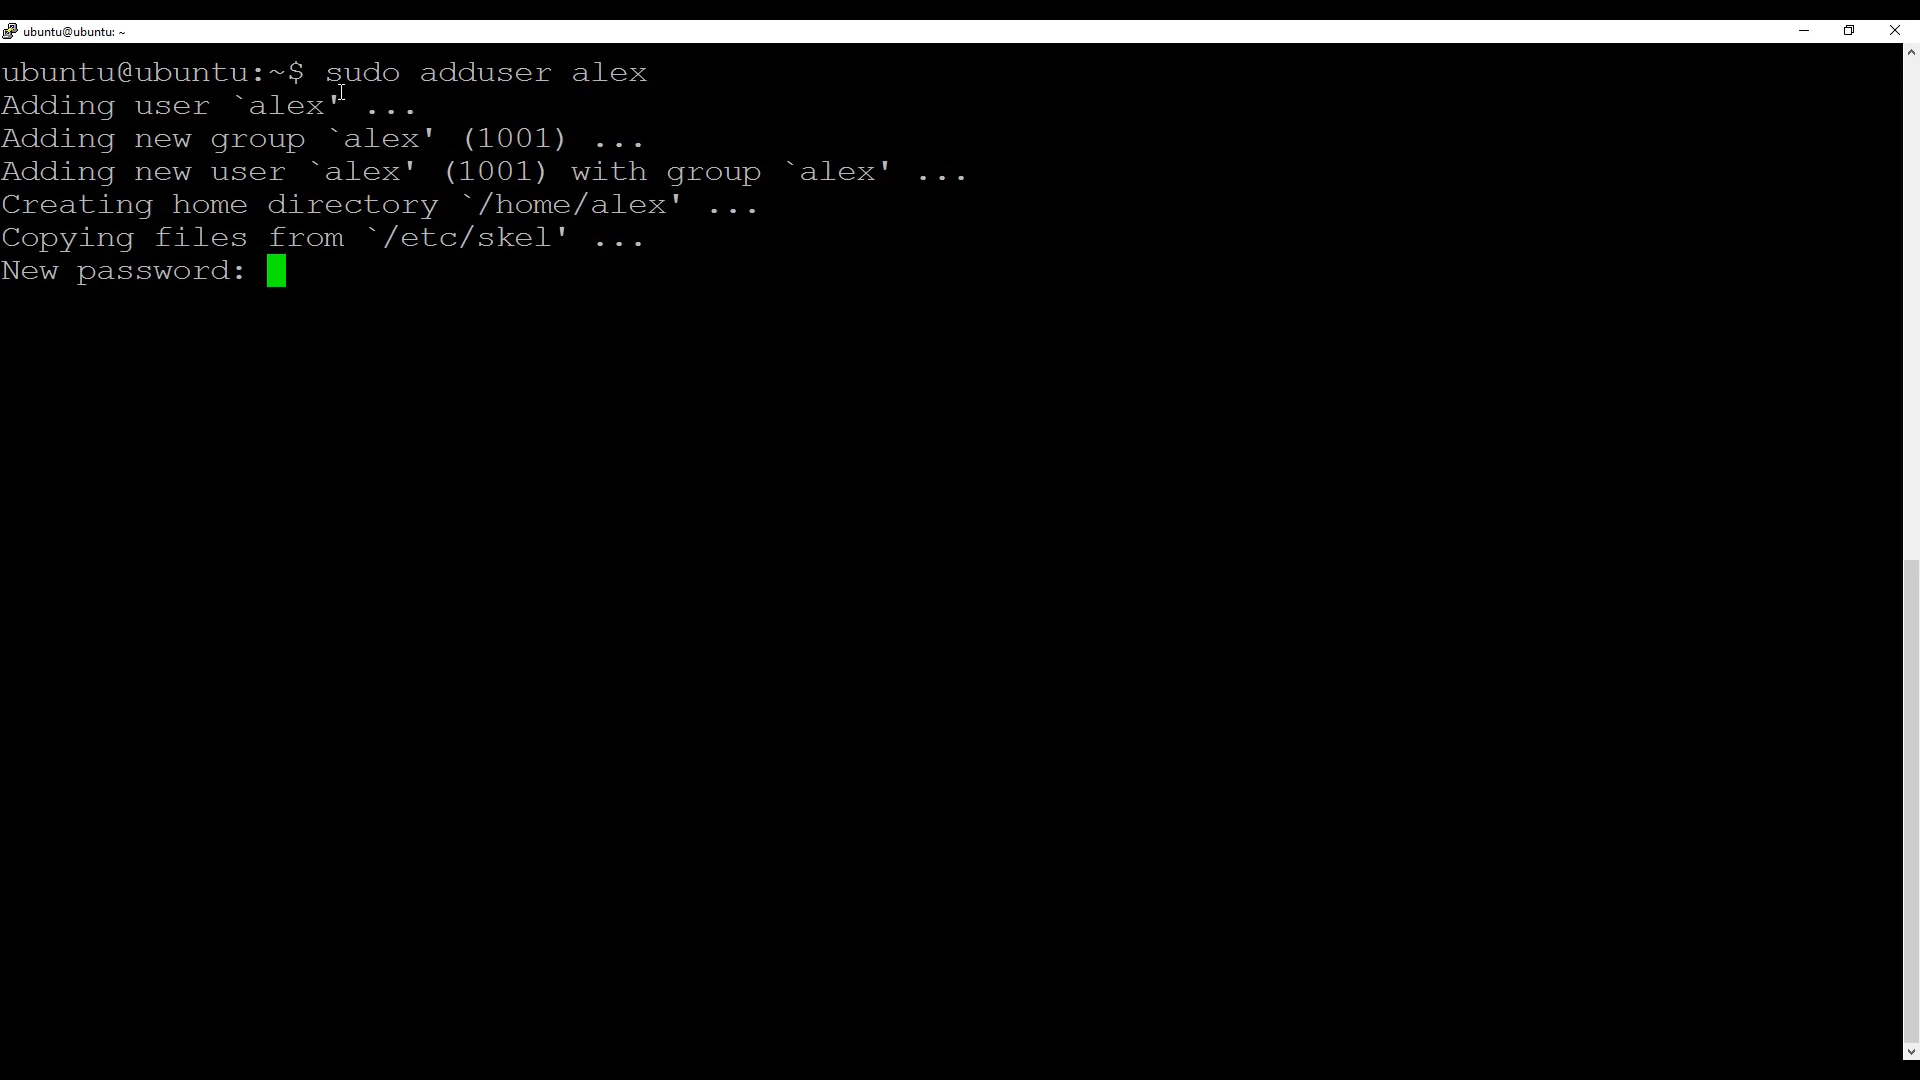 ubuntu@ubuntu: ~
ubuntu@ubuntu:~$ sudo adduser alex
Adding user `alex' ...
Adding new group `alex' (1001) ...
Adding new user `alex' (1001) with group `alex' ...
Creating home directory `/home/alex' ...
Copying files from `/etc/skel' ...
New password: